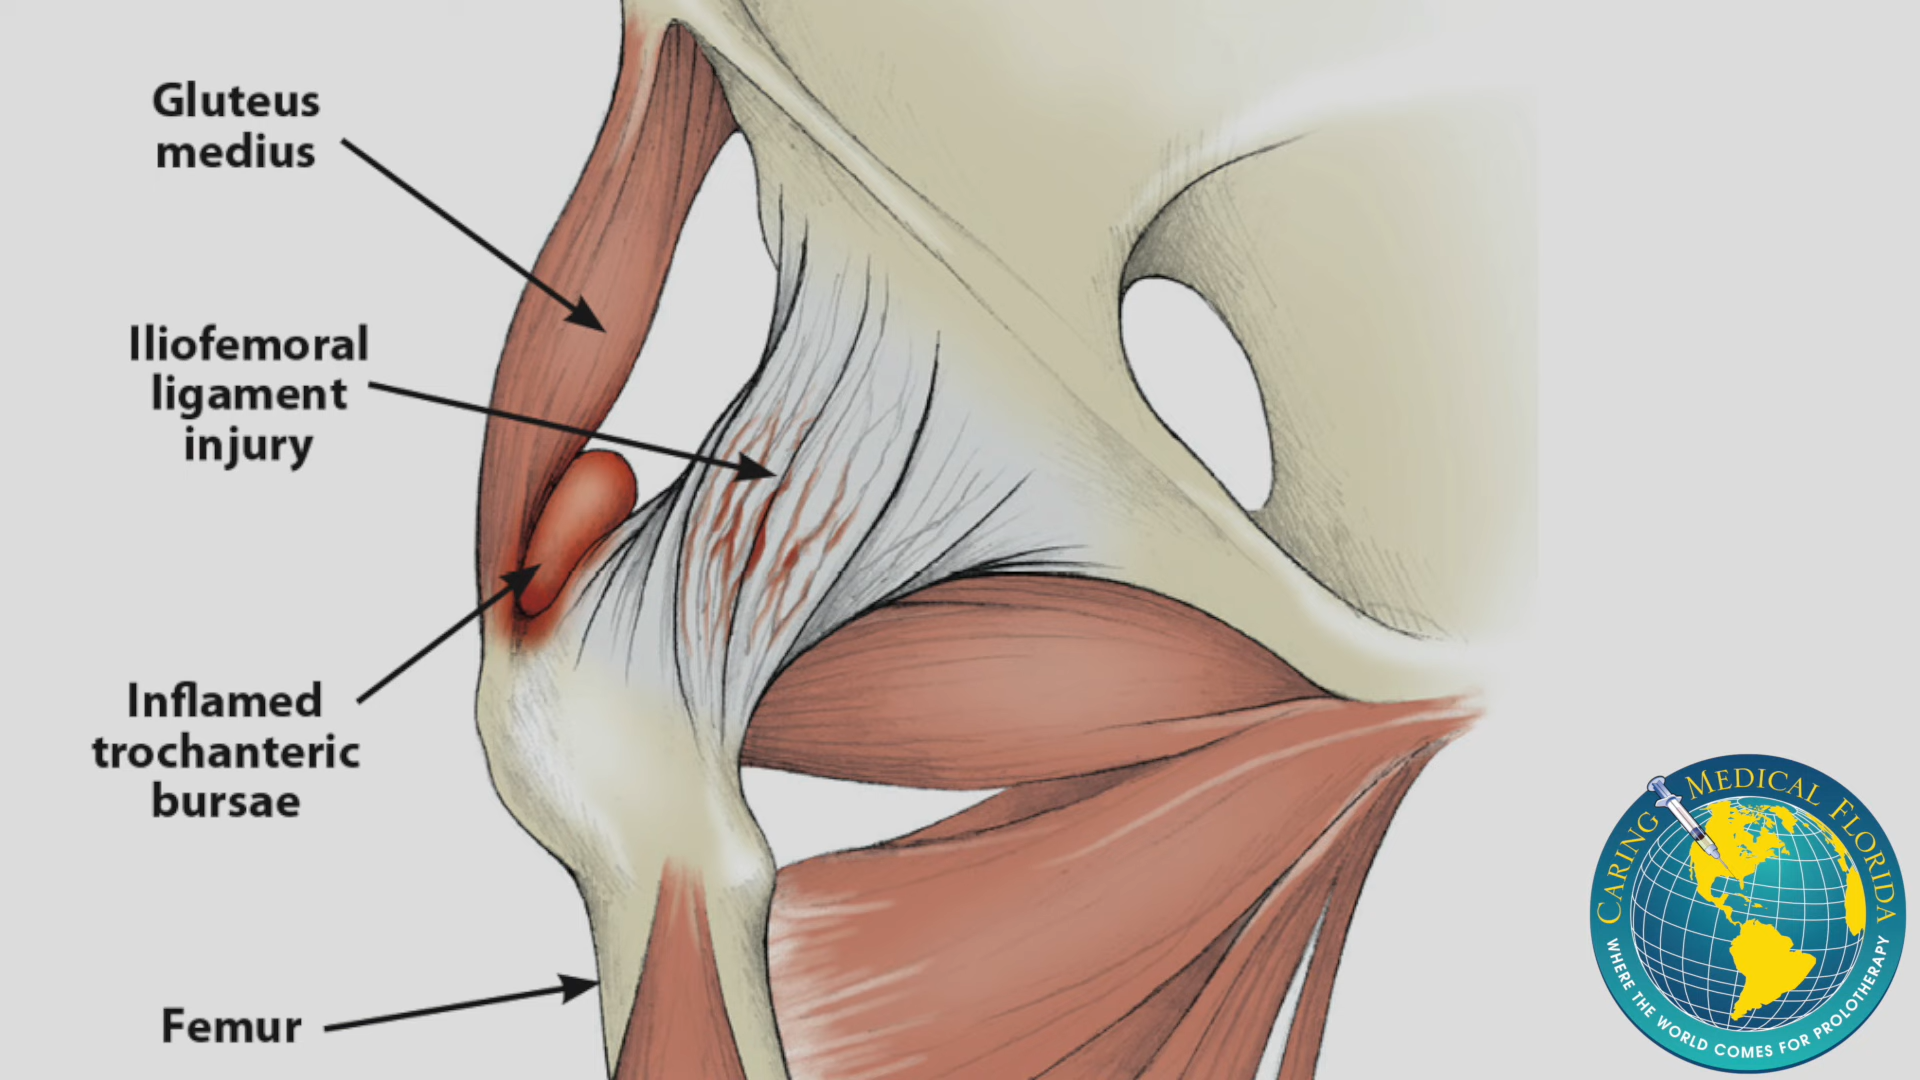 Gluteus
medius
Iliofemoral
ligament
injury
Inflamed
trochanteric
bursae
Femur
CARING MEDICAL FLORIDA
WHERE THE WORLD COMES FOR PROLOTHERAPY